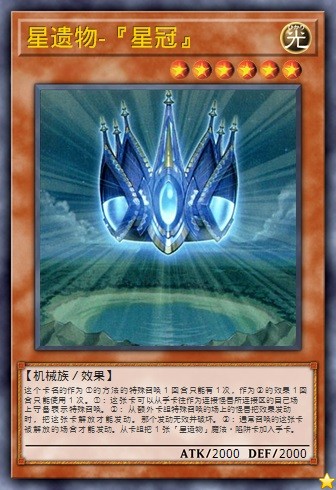 星遗物-『星冠』
光
【机械族／效果】
这个卡名的作为①的方法的特殊召唤1回合只能有1次，作为②的效果1回
合只能使用1次。①：这张卡可以从手卡往作为连接怪兽所连接区的自己场
上守备表示特殊召唤。②：从额外卡组特殊召唤的场上的怪兽把效果发动
时，把这张卡解放才能发动。那个发动无效并破坏。③：通常召唤的这张卡
被解放的场合才能发动。从卡组把1张「星遗物」魔法·陷阱卡加入手卡。
ATK/2000 DEF/2000